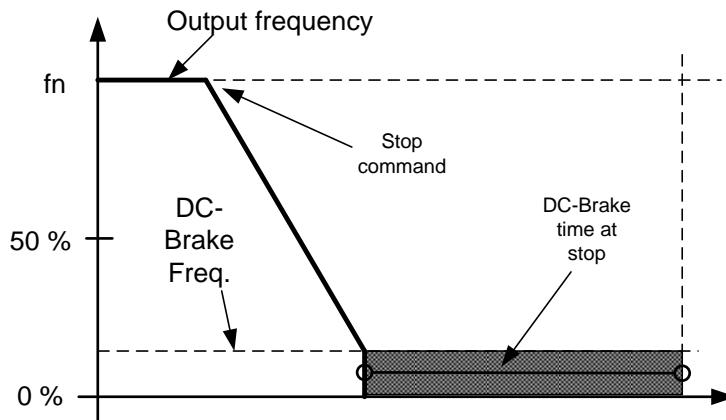 Output frequency
fn
Stop
command
DC-
Brake
Freq.
DC-Brake
time at
stop
50 %
0 %